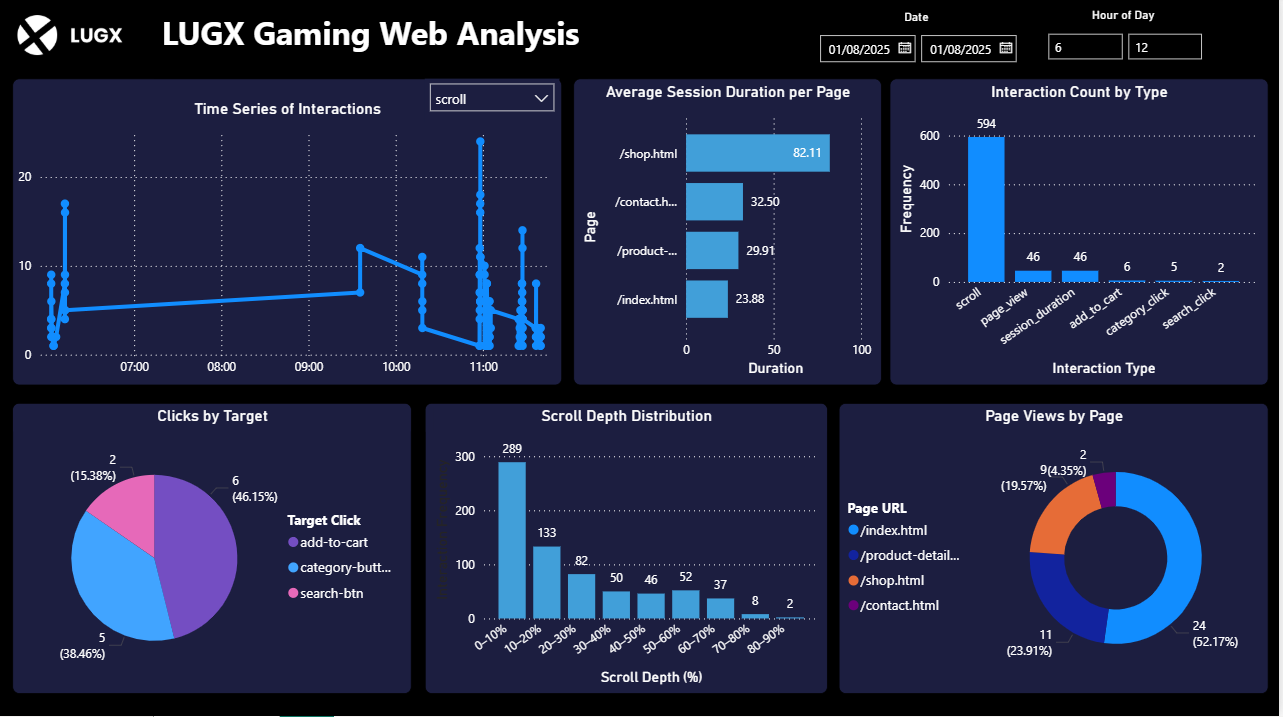 LUGX
LUGX Gaming Web Analysis
Date
01/08/2025
01/08/2025
Hour of Day
6
12
Time Series of Interactions
scroll
20
10
0
07:00
08:00
09:00
10:00
11:00
Average Session Duration per Page
Page
/shop.html
82.11
/contact.h...
32.50
/product-...
29.91
/index.html
23.88
0
50
100
Duration
Interaction Count by Type
Frequency
600
400
200
0
594
46
46
6
5
2
scroll
page_view
session_duration
add_to_cart
category_click
search_click
Interaction Type
Clicks by Target
2
(15.38%)
6
(46.15%)
5
(38.46%)
Target Click
add-to-cart
category-butt...
search-btn
Scroll Depth Distribution
300
200
100
0
289
133
82
50
46
52
37
8
2
0–10%
10–20%
20–30%
30–40%
40–50%
50–60%
60–70%
70–80%
80–90%
Scroll Depth (%)
Page Views by Page
Page URL
/index.html
/product-detail...
/shop.html
/contact.html
2
(4.35%)
9
(19.57%)
11
(23.91%)
24
(52.17%)